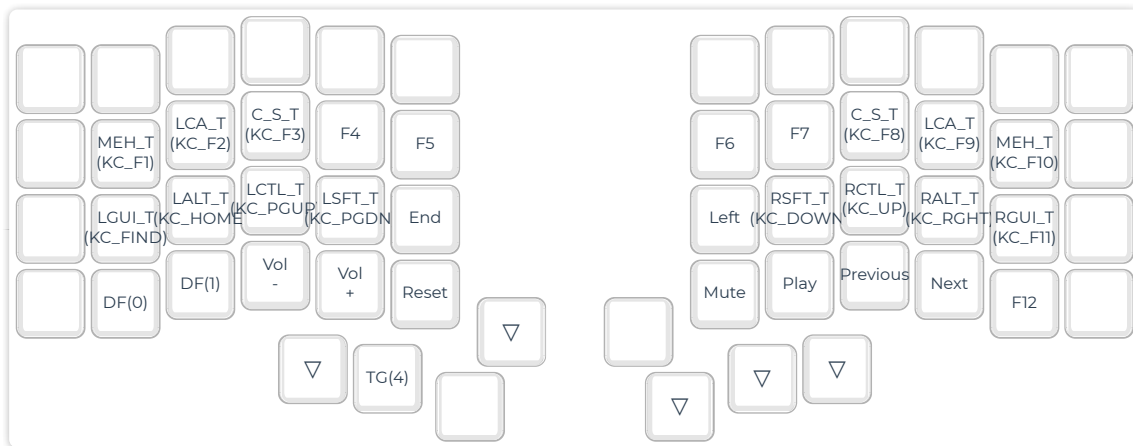 MEH_T
(KC_F1)
LCA_T
(KC_F2)
C_S_T
(KC_F3)
F4
F5
F6
F7
C_S_T
(KC_F8)
LCA_T
(KC_F9)
MEH_T
(KC_F10)
LGUI_T
(KC_FIND)
LALT_T
(KC_HOME
LCTL_T
(KC_PGUP
LSFT_T
(KC_PGDN
End
Left
RSFT_T
(KC_DOWN
RCTL_T
(KC_UP)
RALT_T
(KC_RGHT)
RGUI_T
(KC_F11)
DF(0)
DF(1)
Vol
-
Vol
+
Reset
Mute
Play
Previous
Next
F12
▽
▽
TG(4)
▽
▽
▽